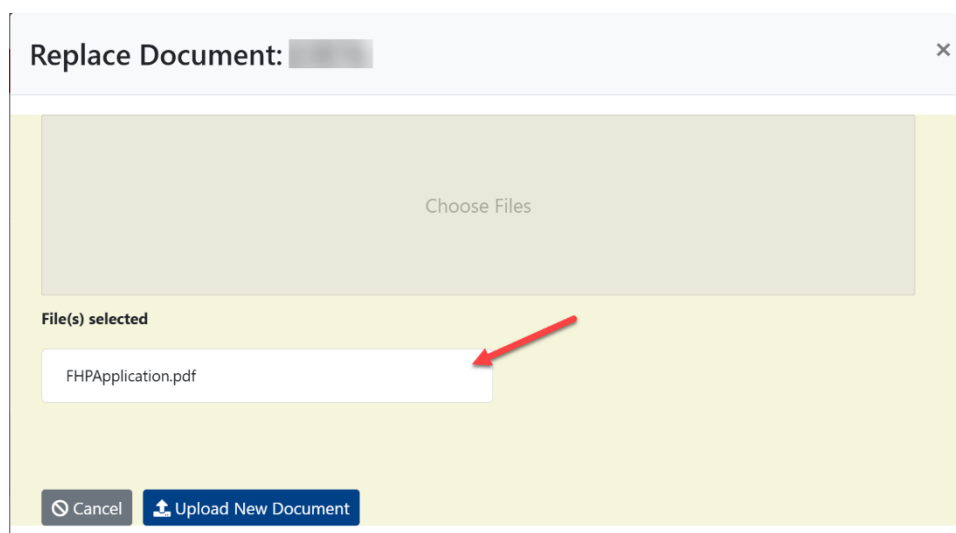 Replace Document:
Choose Files
File(s) selected
FHPApplication.pdf
Cancel
Upload New Document